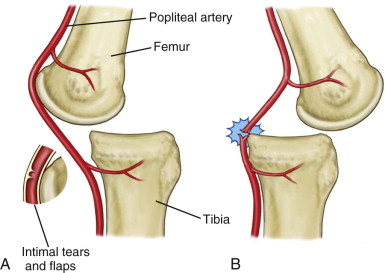 Popliteal artery
Femur
Tibia
Intimal tears
and flaps
A
B